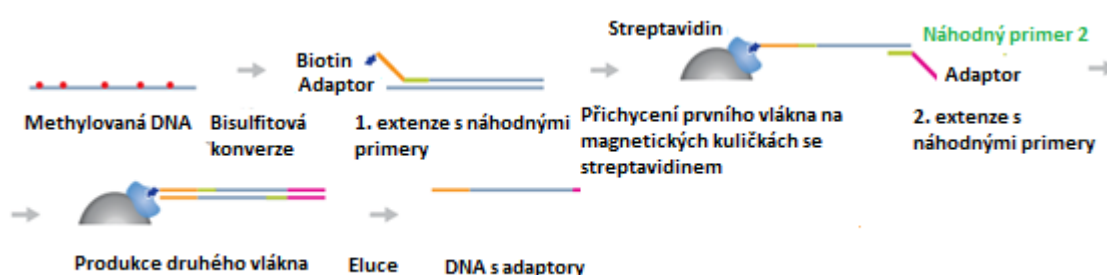 Streptavidin
Náhodný primer 2
Biotin
Adaptor
Adaptor
Methylovaná DNA
Bisulfitová
konverze
1. extenze s náhodnými
primery
Přichycení prvního vlákna na
magnetických kuličkách se
streptavidinem
2. extenze s
náhodnými primery
Produkce druhého vlákna
Eluce
DNA s adaptory